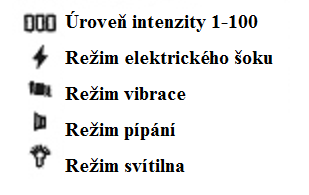 Úroveň intenzity 1-100
Režim elektrického šoku
Režim vibrace
Režim pípání
Režim svítilna